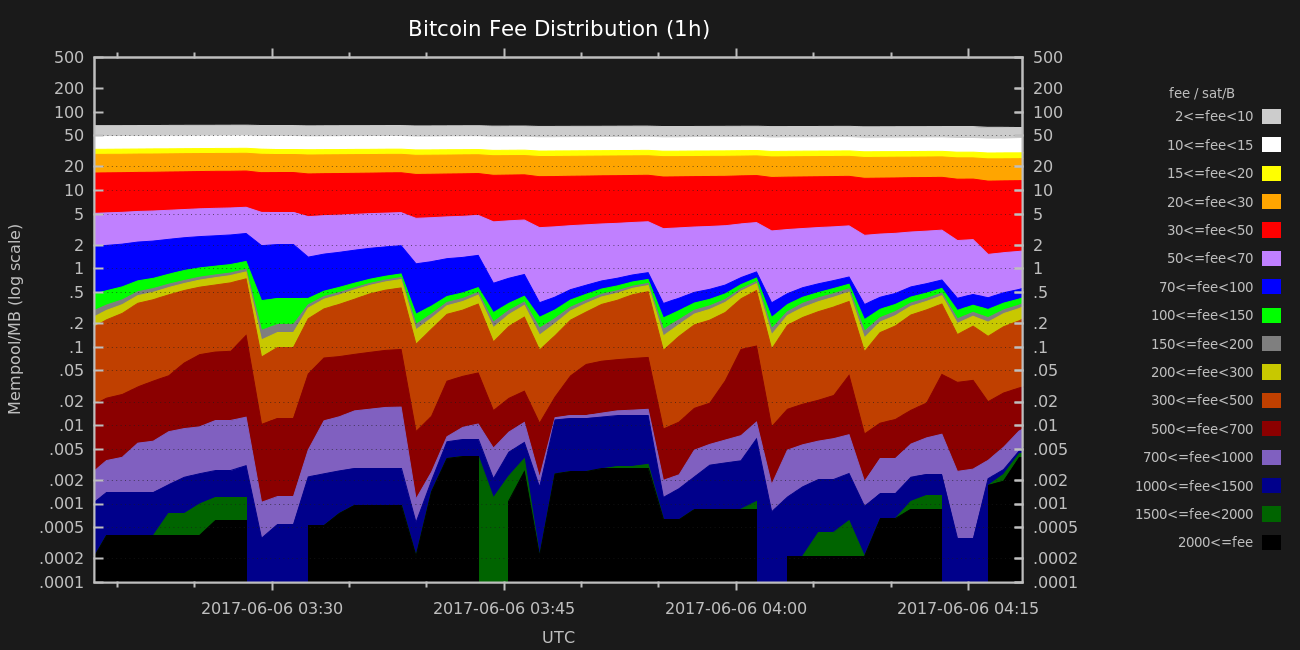 Bitcoin Fee Distribution (1h)
500
200
100
50
20
10
5
2
1
.5
.2
.1
.05
.02
.01
.005
.002
.001
.0005
.0002
.0001
Mempool/MB (log scale)
500
200
100
50
20
10
5
2
1
.5
.2
.1
.05
.02
.01
.005
.002
.001
.0005
.0002
.0001
2017-06-06 03:30
2017-06-06 03:45
2017-06-06 04:00
2017-06-06 04:15
UTC
fee / sat/B
2<=fee<10
10<=fee<15
15<=fee<20
20<=fee<30
30<=fee<50
50<=fee<70
70<=fee<100
100<=fee<150
150<=fee<200
200<=fee<300
300<=fee<500
500<=fee<700
700<=fee<1000
1000<=fee<1500
1500<=fee<2000
2000<=fee